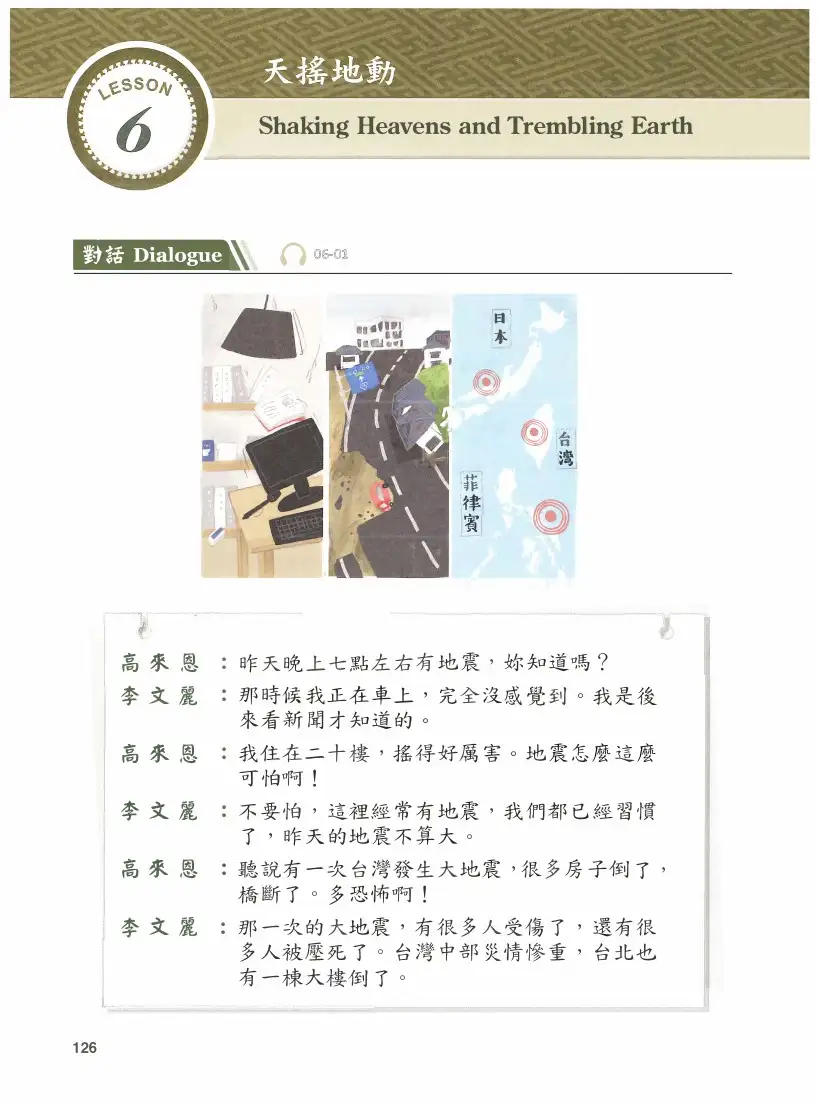 天搖地動
LESSON
6
Shaking Heavens and Trembling Earth
對話 Dialogue
06-01
日本
台灣
菲律賓
高來恩：昨天晚上七點左右有地震，妳知道嗎？
李文麗：那時候我正在車上，完全沒感覺到。我是後
來看新聞才知道的。
高來恩：我住在二十樓，搖得好厲害。地震怎麼這麼
可怕啊！
李文麗：不要怕，這裡經常有地震，我們都已經習慣
了，昨天的地震不算大。
高來恩：聽說有一次台灣發生大地震，很多房子倒了，
橋斷了。多恐怖啊！
李文麗：那一次的大地震，有很多人受傷了，還有很
多人被壓死了。台灣中部災情慘重，台北也
有一棟大樓倒了。
126